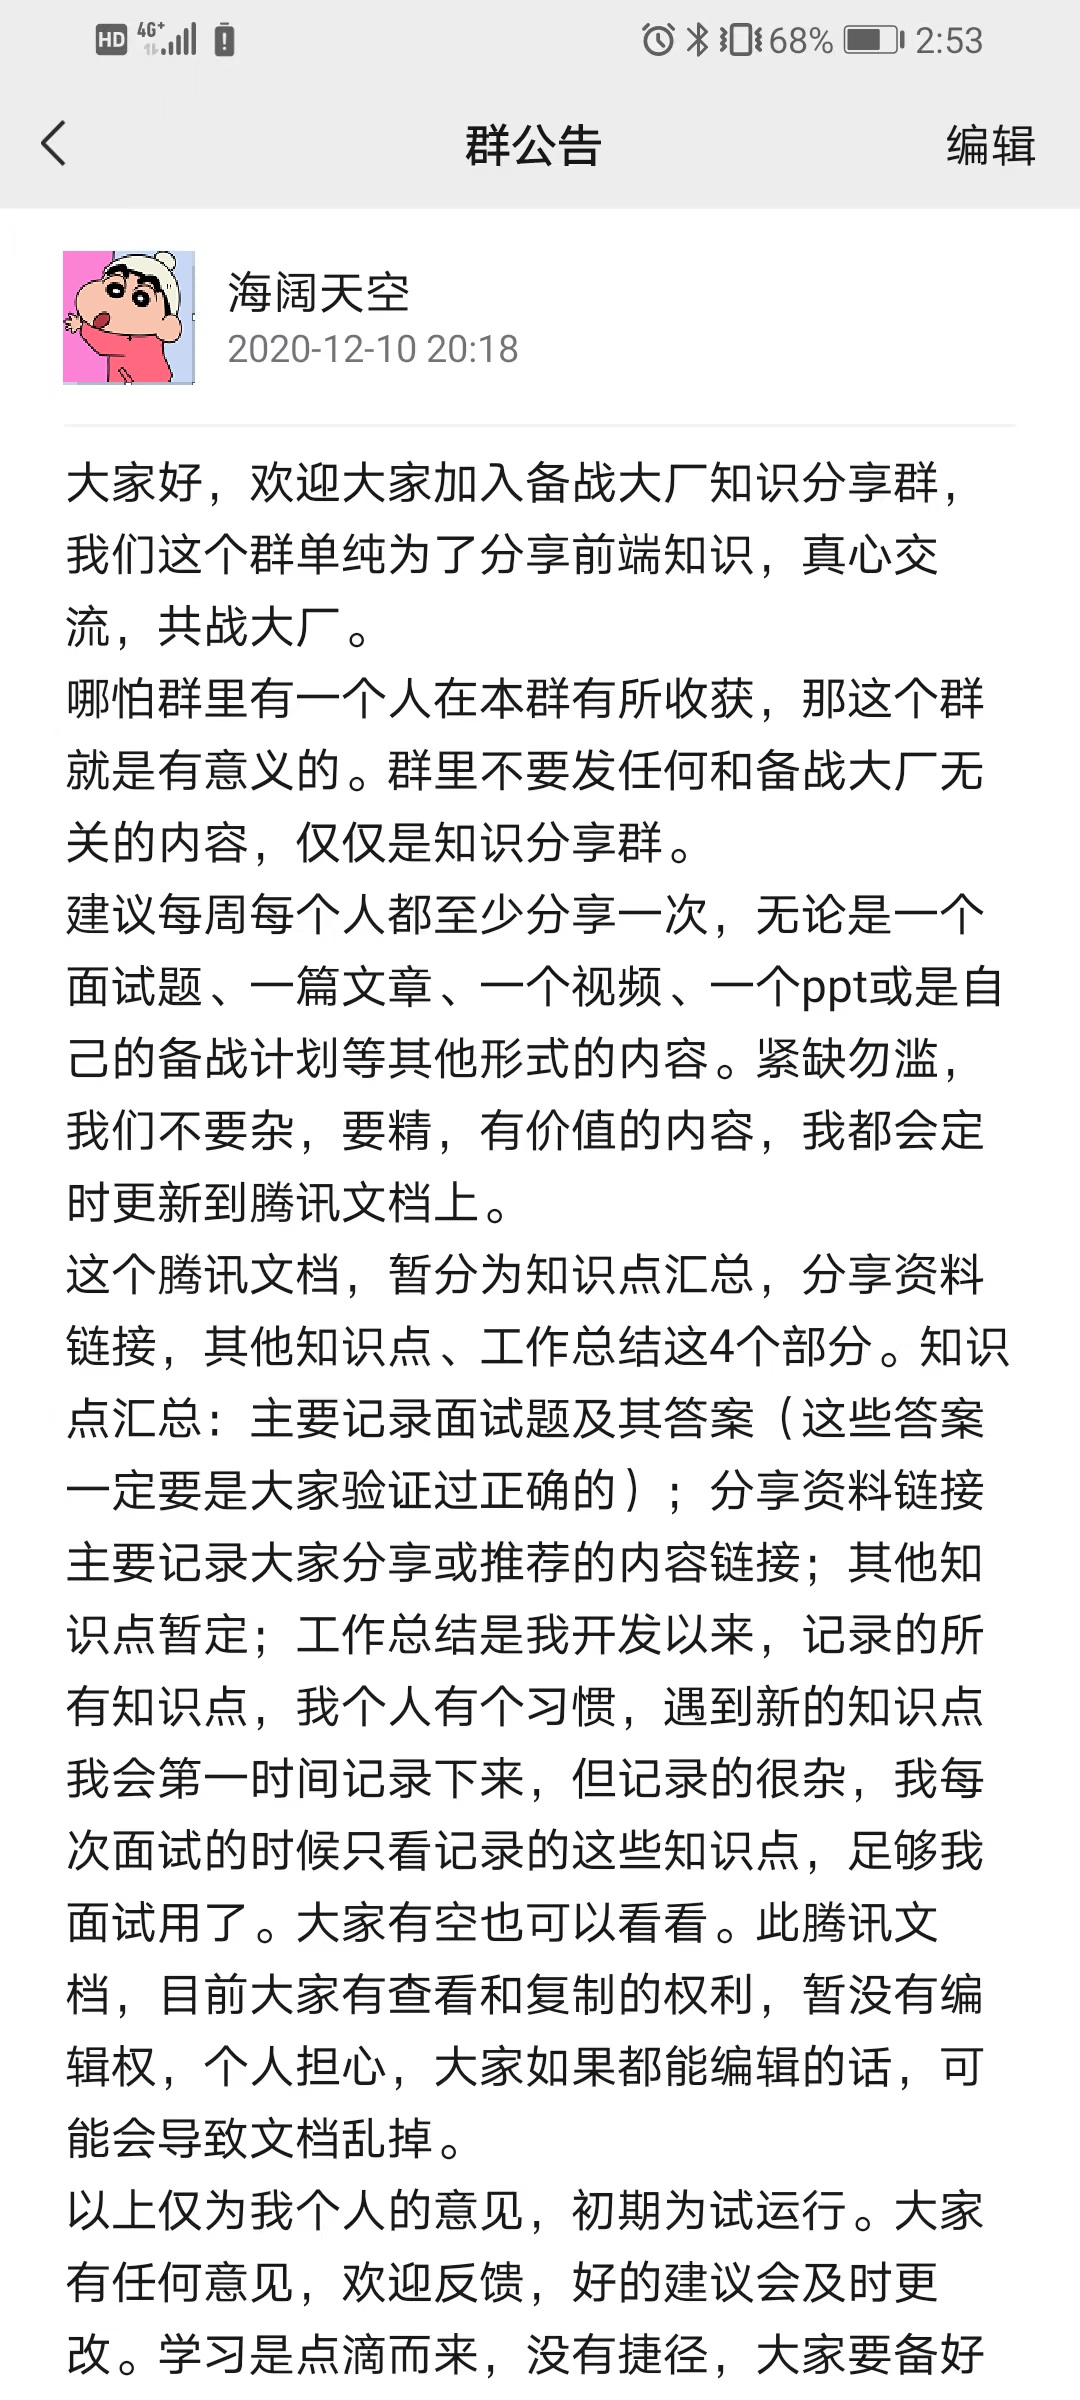 HD 4G+ 68% 2:53
群公告 编辑
海阔天空
2020-12-10 20:18
大家好，欢迎大家加入备战大厂知识分享群，
我们这个群单纯为了分享前端知识，真心交
流，共战大厂。
哪怕群里有一个人在本群有所收获，那这个群
就是有意义的。群里不要发任何和备战大厂无
关的内容，仅仅是知识分享群。
建议每周每个人都至少分享一次，无论是一个
面试题、一篇文章、一个视频、一个ppt或是自
己的备战计划等其他形式的内容。紧缺勿滥，
我们不要杂，要精，有价值的内容，我都会定
时更新到腾讯文档上。
这个腾讯文档，暂分为知识点汇总，分享资料
链接，其他知识点、工作总结这4个部分。知识
点汇总：主要记录面试题及其答案（这些答案
一定要是大家验证过正确的）；分享资料链接
主要记录大家分享或推荐的内容链接；其他知
识点暂定；工作总结是我开发以来，记录的所
有知识点，我个人有个习惯，遇到新的知识点
我会第一时间记录下来，但记录的很杂，我每
次面试的时候只看记录的这些知识点，足够我
面试用了。大家有空也可以看看。此腾讯文
档，目前大家有查看和复制的权利，暂没有编
辑权，个人担心，大家如果都能编辑的话，可
能会导致文档乱掉。
以上仅为我个人的意见，初期为试运行。大家
有任何意见，欢迎反馈，好的建议会及时更
改。学习是点滴而来，没有捷径，大家要备好